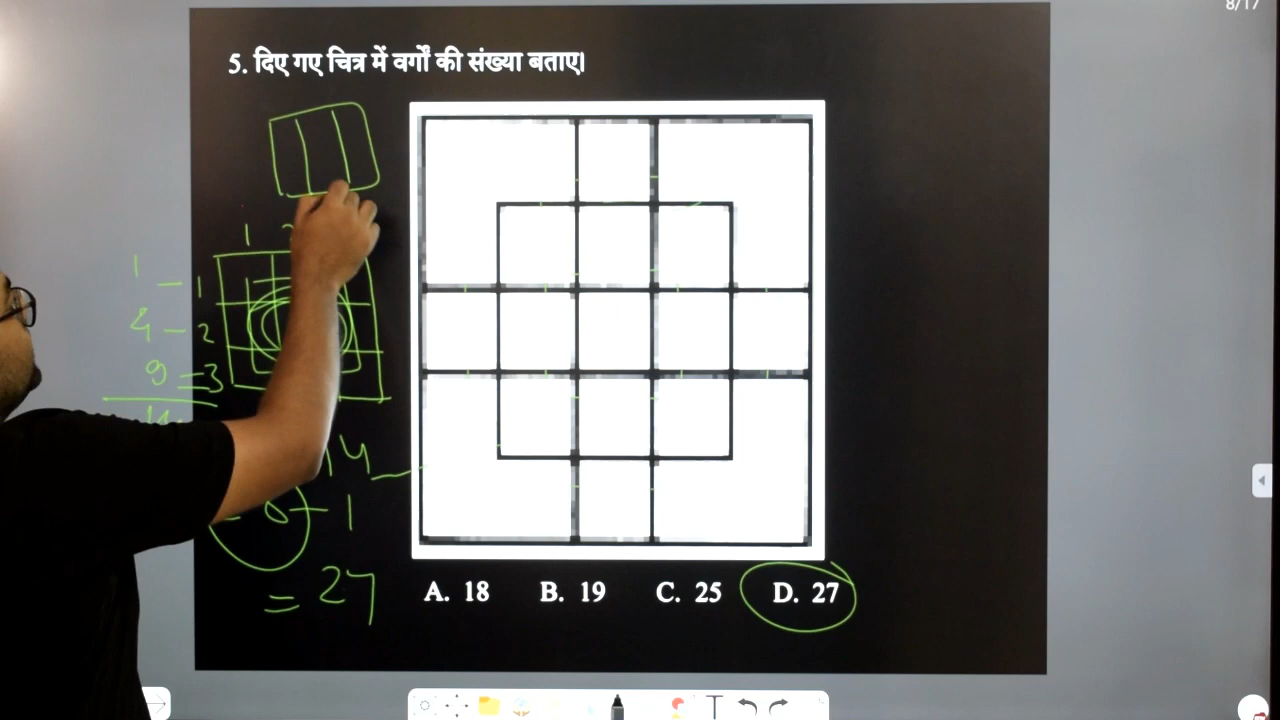 8/17
5. दिए गए चित्र में वर्गों की संख्या बताए।
1
1 – 1
4 – 2
9 = 3
14
– 1
= 27
A. 18 B. 19 C. 25 D. 27
T